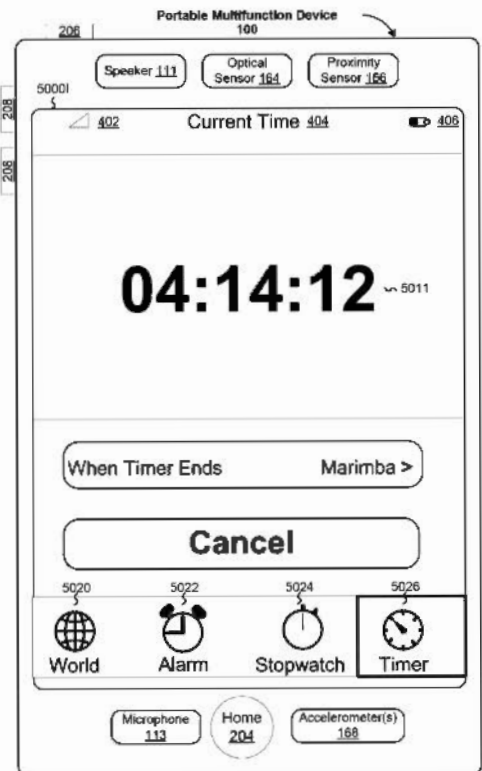 Portable Multifunction Device
100
206
Speaker 111
Optical
Sensor 164
Proximity
Sensor 166
5000I
208
402
Current Time 404
406
208
04:14:12
5011
When Timer Ends
Marimba >
Cancel
5020
5022
5024
5026
World
Alarm
Stopwatch
Timer
Microphone
113
Home
204
Accelerometer(s)
168